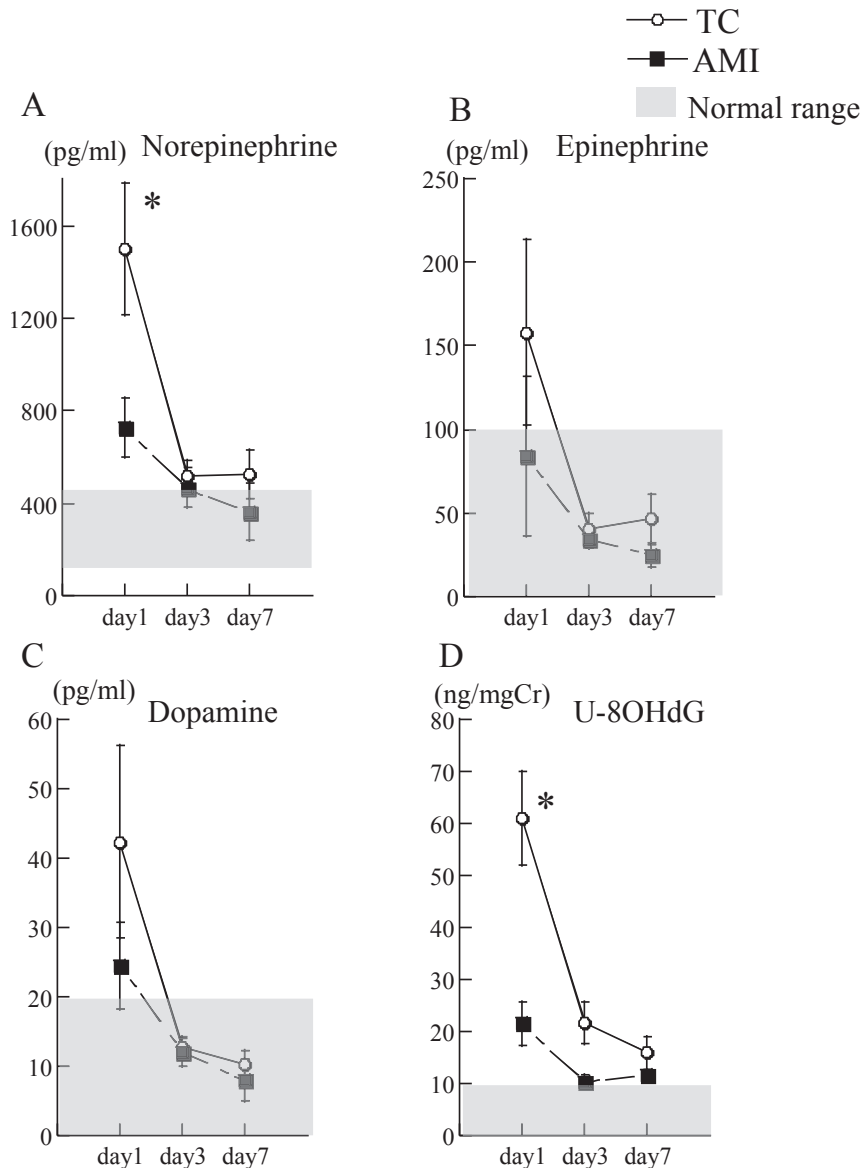 TC
AMI
Normal range
A
(pg/ml)
Norepinephrine
1600
1200
800
400
0
day1 day3 day7
*
B
(pg/ml)
Epinephrine
250
200
150
100
50
0
day1 day3 day7
C
(pg/ml)
Dopamine
60
50
40
30
20
10
0
day1 day3 day7
D
(ng/mgCr)
U-8OHdG
80
70
60
50
40
30
20
10
0
day1 day3 day7
*